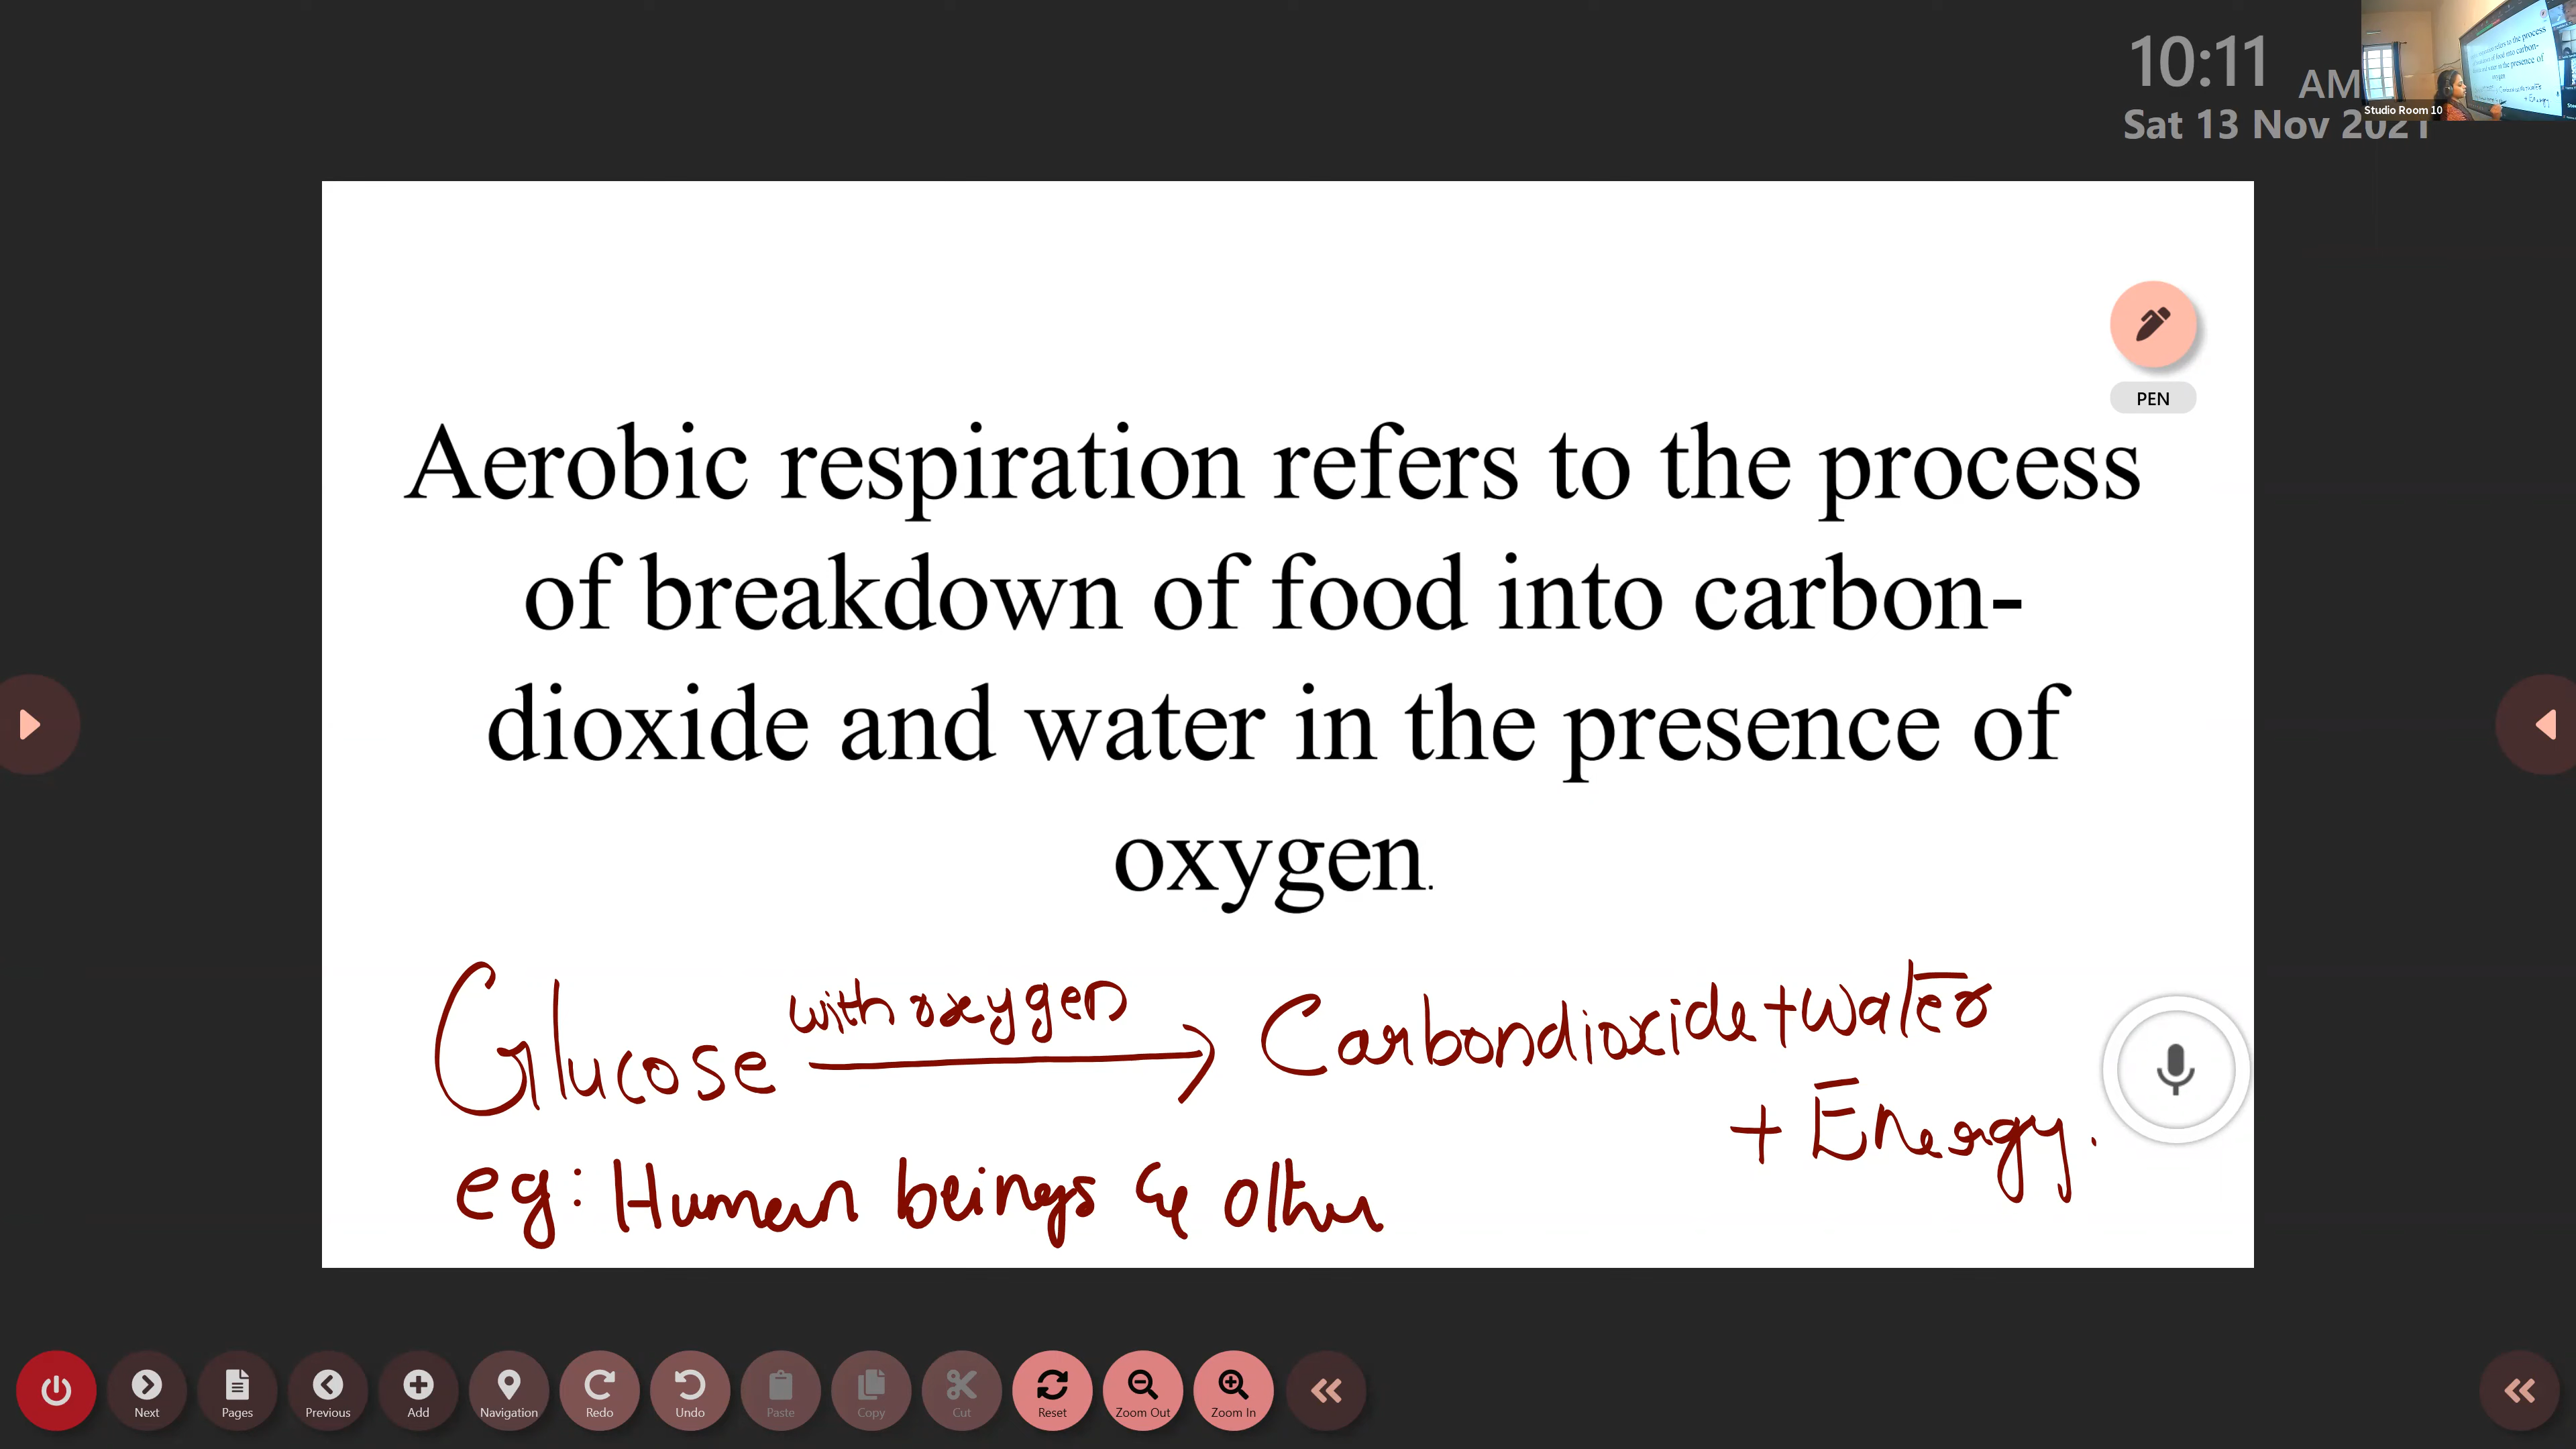 10:11 AM
Sat 13 Nov 2021
Studio Room 10
PEN
Aerobic respiration refers to the process
of breakdown of food into carbon-
dioxide and water in the presence of
oxygen.
Glucose with oxygen → Carbondioxide + Water
+ Energy.
eg: Human beings & other
Next Pages Previous Add Navigation Redo Undo Paste Copy Cut Reset Zoom Out Zoom In